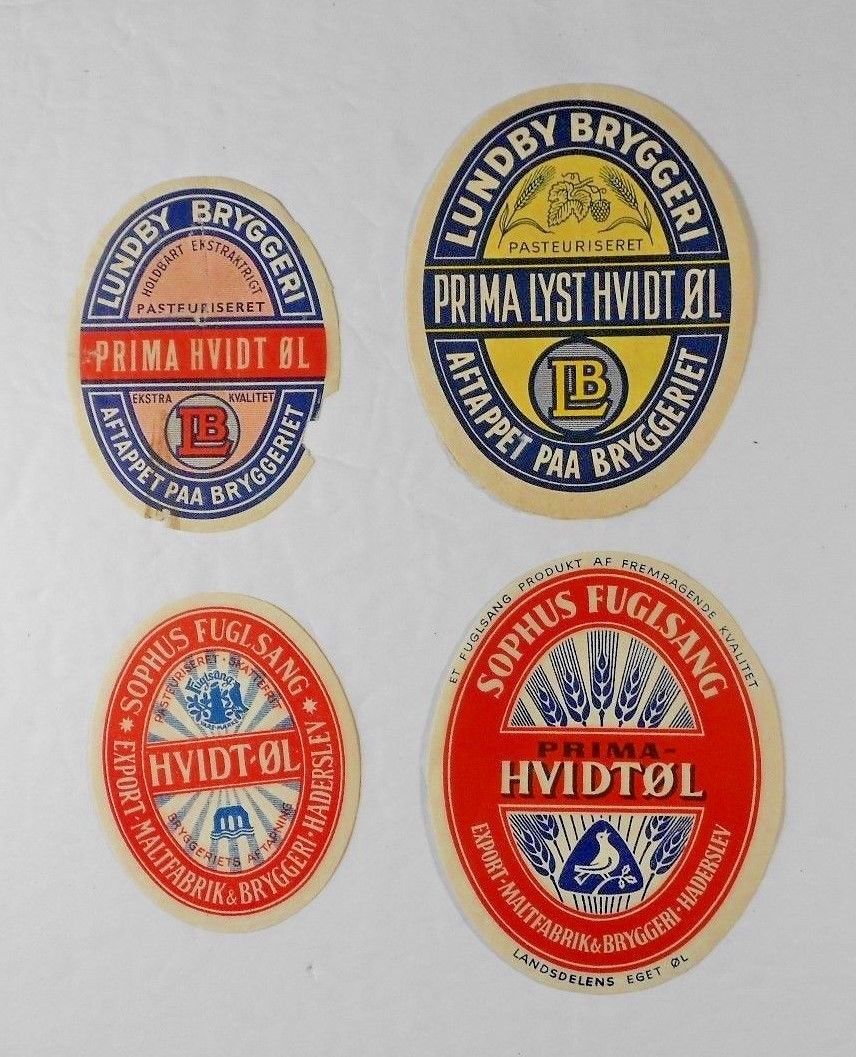 LUNDBY BRYGGERI
HOLDBART EKSTRAKTRIGT
PASTEURISERET
PRIMA HVIDT ØL
EKSTRA KVALITET
LB
AFTAPPET PAA BRYGGERIET
LUNDBY BRYGGERI
PASTEURISERET
PRIMA LYST HVIDT ØL
LB
AFTAPPET PAA BRYGGERIET
SOPHUS FUGLSANG
PASTEURISERET · SKATTEFRIT
Fuglsang
HVIDT·ØL
BRYGGERIETS AFTAPNING
EXPORT·MALTFABRIK & BRYGGERI·HADERSLEV
ET FUGLSANG PRODUKT AF FREMRAGENDE KVALITET
SOPHUS FUGLSANG
PRIMA-
HVIDTØL
EXPORT·MALTFABRIK & BRYGGERI·HADERSLEV
LANDSDELENS EGET ØL